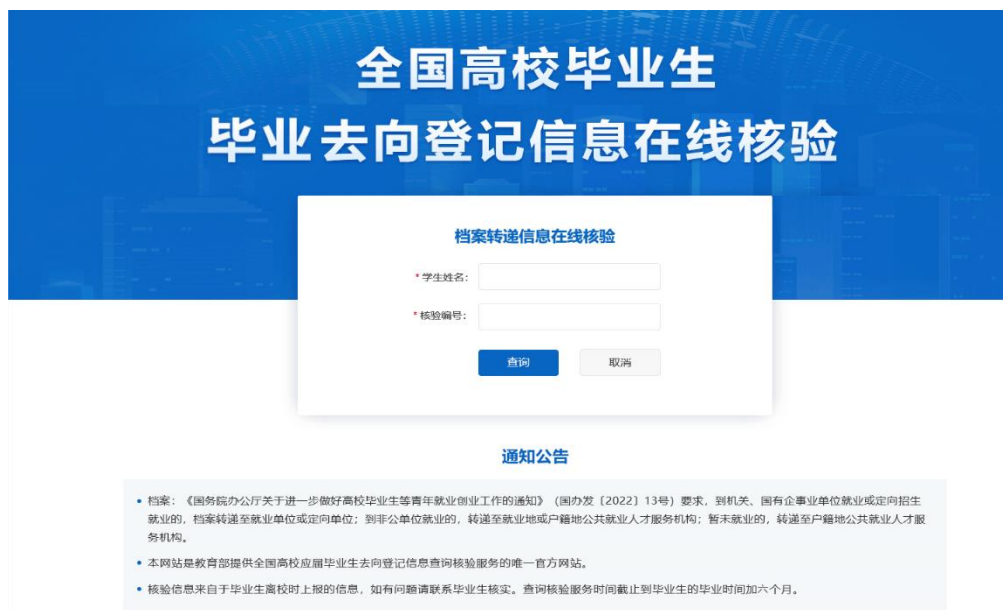 全国高校毕业生
毕业去向登记信息在线核验
档案转递信息在线核验
* 学生姓名：
* 核验编号：
查询 取消
通知公告
• 档案：《国务院办公厅关于进一步做好高校毕业生等青年就业创业工作的通知》（国办发〔2022〕13号）要求，到机关、国有企事业单位就业或定向招生
就业的，档案转递至就业单位或定向单位；到非公单位就业的，转递至就业地或户籍地公共就业人才服务机构；暂未就业的，转递至户籍地公共就业人才服
务机构。
• 本网站是教育部提供全国高校应届毕业生去向登记信息查询核验服务的唯一官方网站。
• 核验信息来自于毕业生离校时上报的信息，如有问题请联系毕业生核实。查询核验服务时间截止到毕业生的毕业时间加六个月。